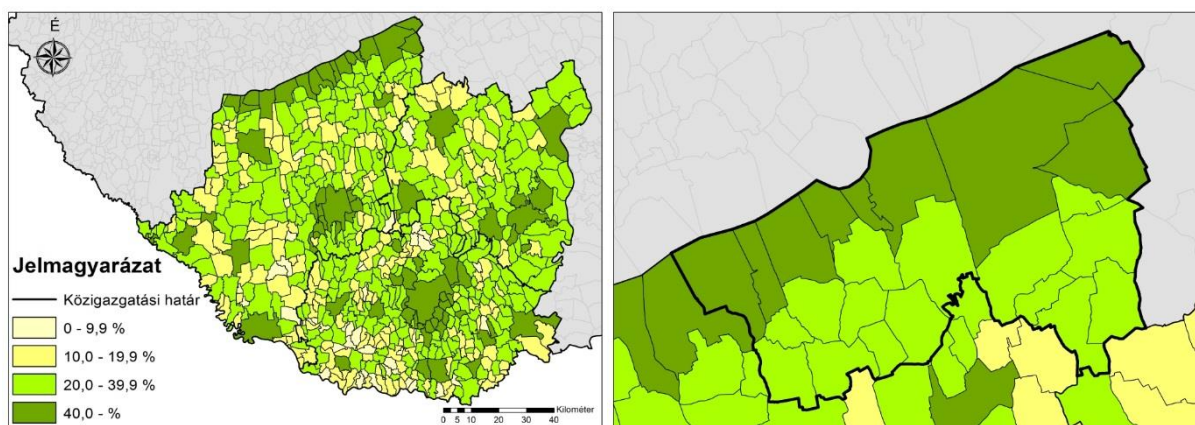 É
Jelmagyarázat
Közigazgatási határ
0 - 9,9 %
10,0 - 19,9 %
20,0 - 39,9 %
40,0 - %
Kilométer
0 5 10 20 30 40